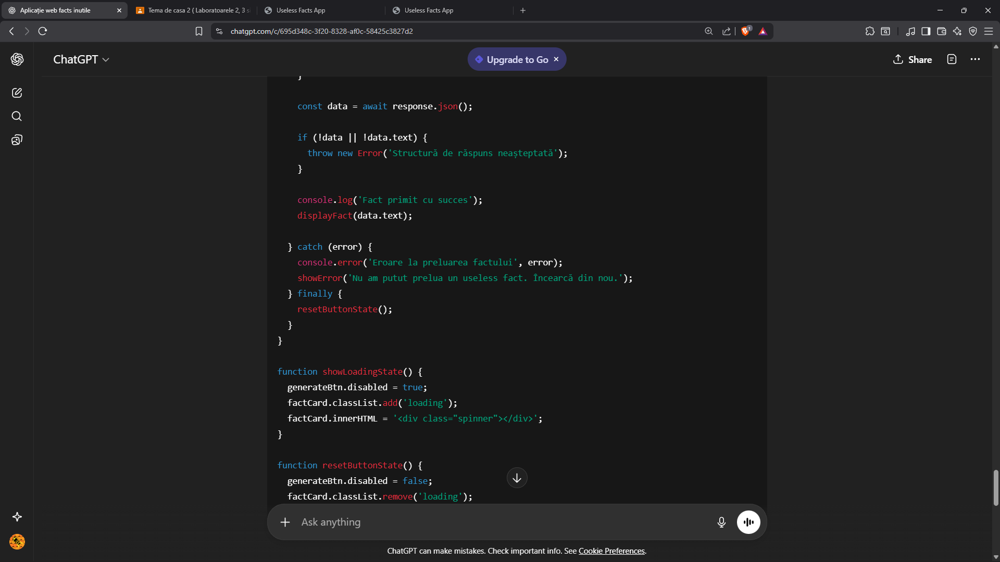 Aplicație web facts inutile
Tema de casa 2 ( Laboratoarele 2, 3 si
Useless Facts App
Useless Facts App
chatgpt.com/c/695d348c-3f20-8328-af0c-58425c3827d2
1
ChatGPT
Upgrade to Go
Share
}
const data = await response.json();
if (!data || !data.text) {
throw new Error('Structură de răspuns neașteptată');
}
console.log('Fact primit cu succes');
displayFact(data.text);
} catch (error) {
console.error('Eroare la preluarea factului', error);
showError('Nu am putut prelua un useless fact. Încearcă din nou.');
} finally {
resetButtonState();
}
}
function showLoadingState() {
generateBtn.disabled = true;
factCard.classList.add('loading');
factCard.innerHTML = '<div class="spinner"></div>';
}
function resetButtonState() {
generateBtn.disabled = false;
factCard.classList.remove('loading');
Ask anything
ChatGPT can make mistakes. Check important info. See Cookie Preferences.